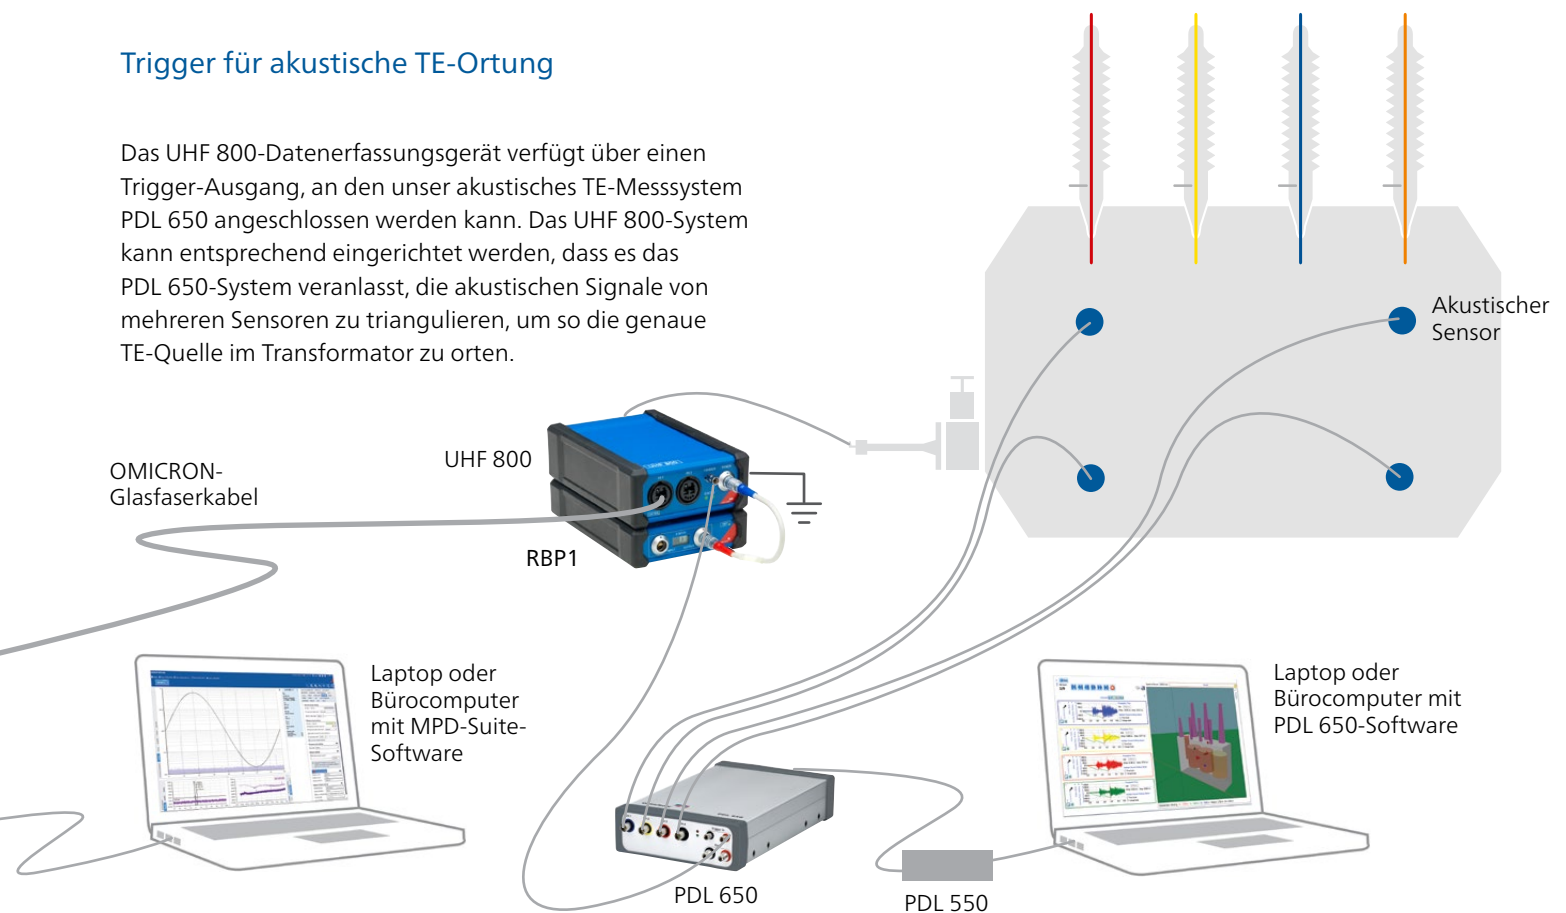 Trigger für akustische TE-Ortung
Das UHF 800-Datenerfassungsgerät verfügt über einen
Trigger-Ausgang, an den unser akustisches TE-Messsystem
PDL 650 angeschlossen werden kann. Das UHF 800-System
kann entsprechend eingerichtet werden, dass es das
PDL 650-System veranlasst, die akustischen Signale von
mehreren Sensoren zu triangulieren, um so die genaue
TE-Quelle im Transformator zu orten.
Akustischer
Sensor
UHF 800
OMICRON-
Glasfaserkabel
RBP1
Laptop oder
Bürocomputer
mit MPD-Suite-
Software
Laptop oder
Bürocomputer mit
PDL 650-Software
PDL 650
PDL 550